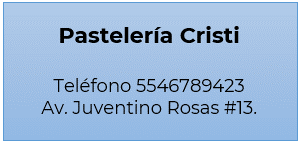 Pastelería Cristi
Teléfono 5546789423
Av. Juventino Rosas #13.